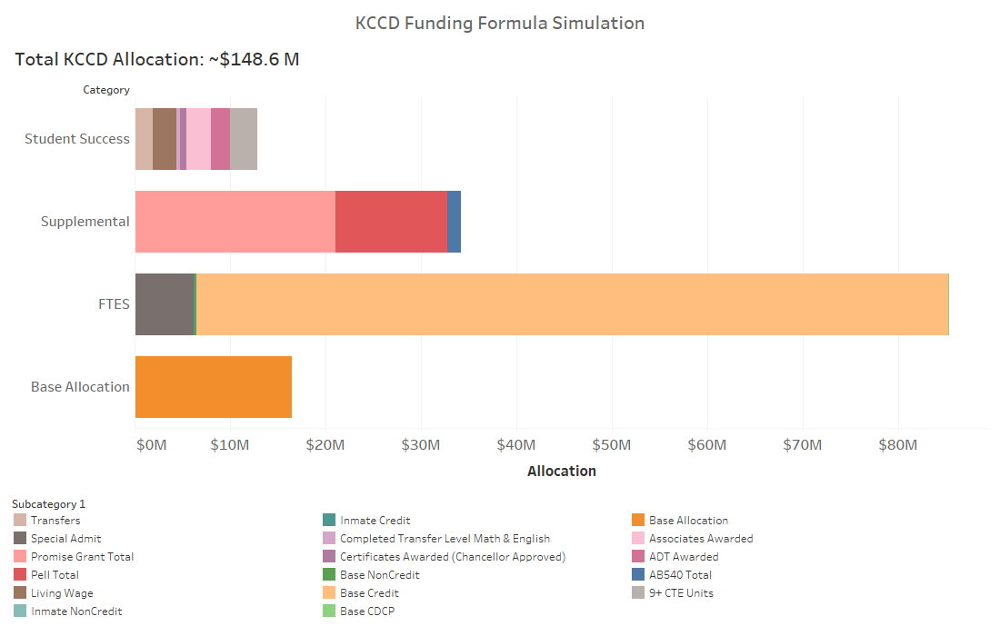 KCCD Funding Formula Simulation
Total KCCD Allocation: ~$148.6 M
Category
Student Success
Supplemental
FTES
Base Allocation
$0M $10M $20M $30M $40M $50M $60M $70M $80M
Allocation
Subcategory 1
Transfers Inmate Credit Base Allocation
Special Admit Completed Transfer Level Math & English Associates Awarded
Promise Grant Total Certificates Awarded (Chancellor Approved) ADT Awarded
Pell Total Base NonCredit AB540 Total
Living Wage Base Credit 9+ CTE Units
Inmate NonCredit Base CDCP